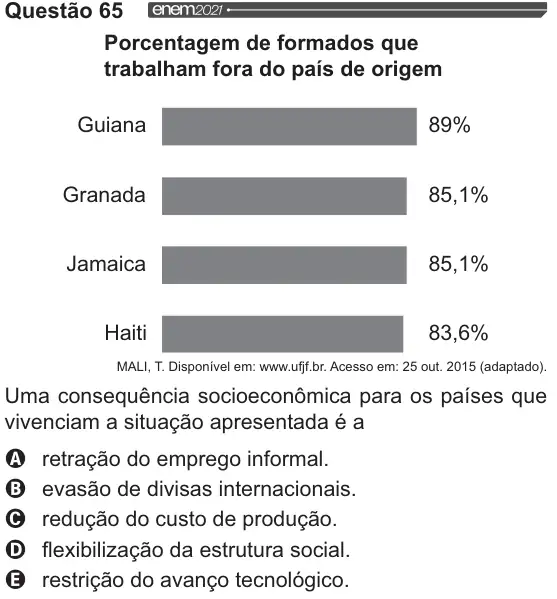 Questão 65 enem2021
Porcentagem de formados que
trabalham fora do país de origem
Guiana 89%
Granada 85,1%
Jamaica 85,1%
Haiti 83,6%
MALI, T. Disponível em: www.ufjf.br. Acesso em: 25 out. 2015 (adaptado).
Uma consequência socioeconômica para os países que
vivenciam a situação apresentada é a
A retração do emprego informal.
B evasão de divisas internacionais.
C redução do custo de produção.
D flexibilização da estrutura social.
E restrição do avanço tecnológico.